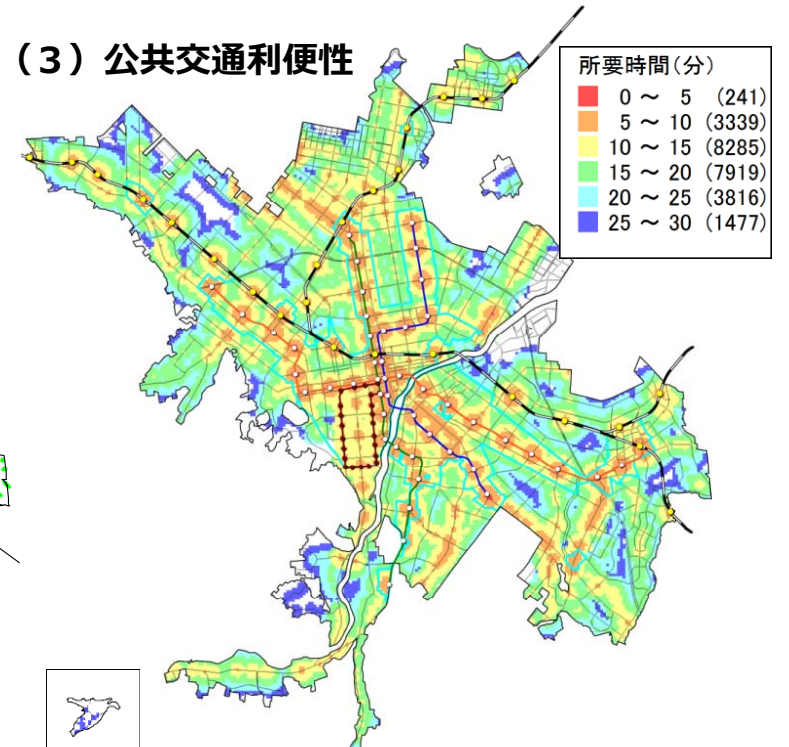 （３）公共交通利便性
所要時間(分)
0 ～ 5 (241)
5 ～ 10 (3339)
10 ～ 15 (8285)
15 ～ 20 (7919)
20 ～ 25 (3816)
25 ～ 30 (1477)